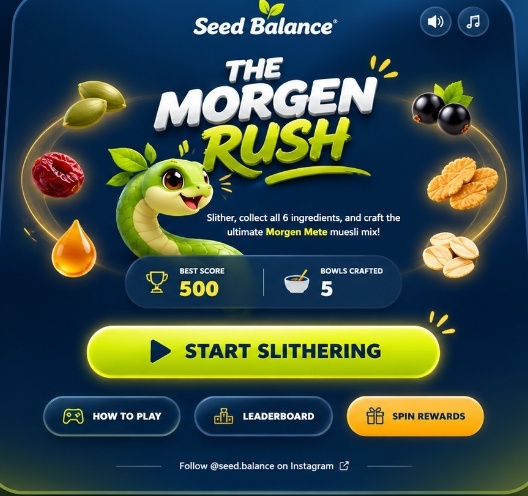 Seed Balance®
THE
MORGEN
RUSH
Slither, collect all 6 ingredients, and craft the
ultimate Morgen Mete muesli mix!
BEST SCORE
500
BOWLS CRAFTED
5
START SLITHERING
HOW TO PLAY
LEADERBOARD
SPIN REWARDS
Follow @seed.balance on Instagram